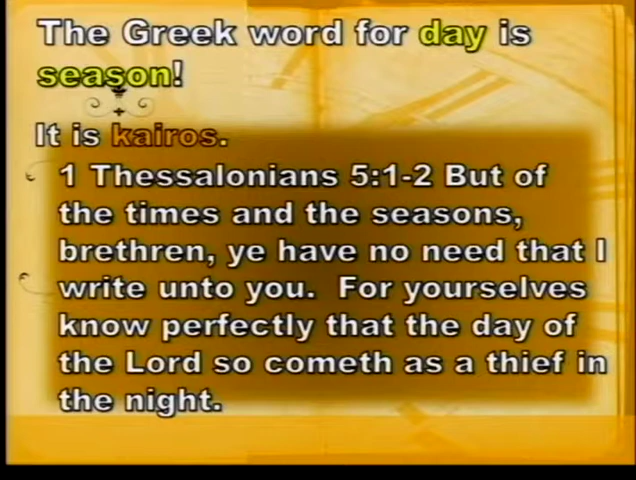 The Greek word for day is
season!
It is kairos.
1 Thessalonians 5:1-2 But of
the times and the seasons,
brethren, ye have no need that I
write unto you. For yourselves
know perfectly that the day of
the Lord so cometh as a thief in
the night.